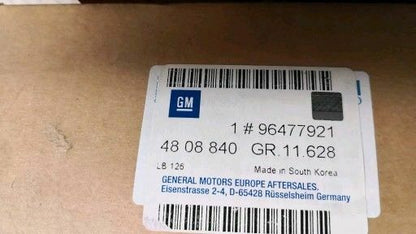 GM
1 # 96477921
48 08 840 GR.11.628
LB 126 Made in South Korea
GENERAL MOTORS EUROPE AFTERSALES.
Eisenstrasse 2-4, D-65428 Rüsselsheim Germany